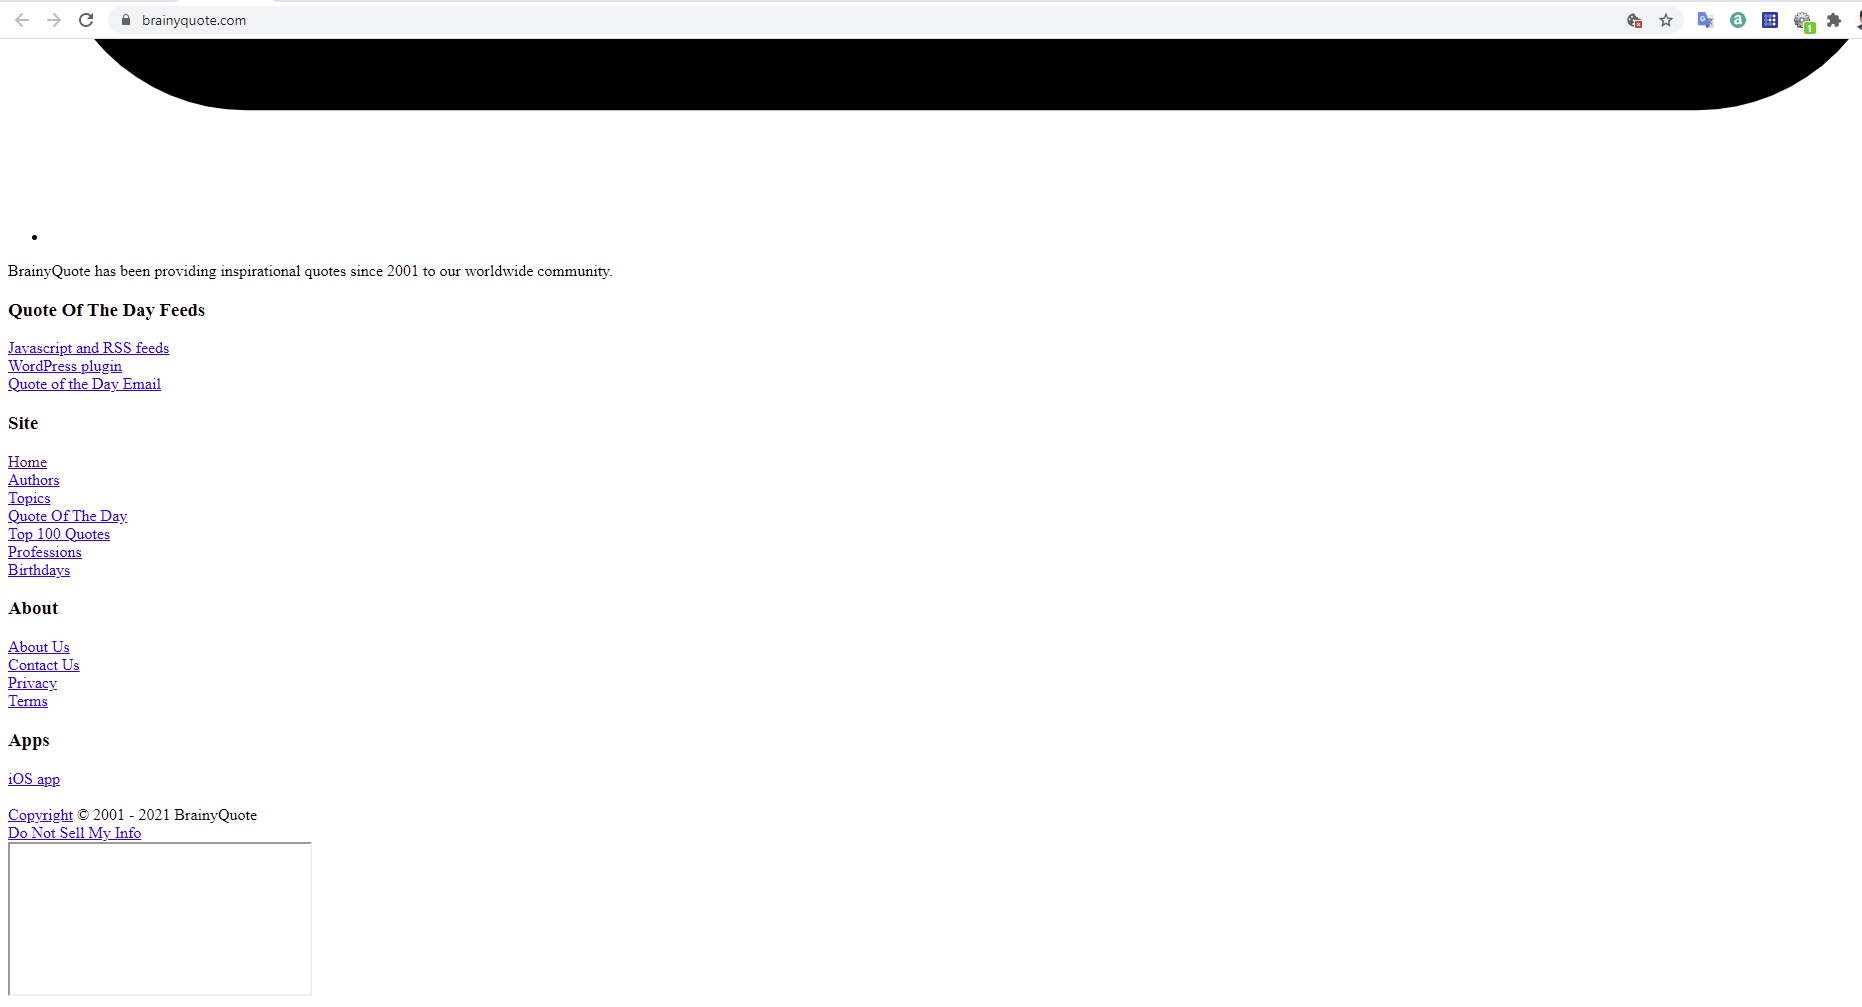 brainyquote.com
1
BrainyQuote has been providing inspirational quotes since 2001 to our worldwide community.
Quote Of The Day Feeds
Javascript and RSS feeds
WordPress plugin
Quote of the Day Email
Site
Home
Authors
Topics
Quote Of The Day
Top 100 Quotes
Professions
Birthdays
About
About Us
Contact Us
Privacy
Terms
Apps
iOS app
Copyright © 2001 - 2021 BrainyQuote
Do Not Sell My Info